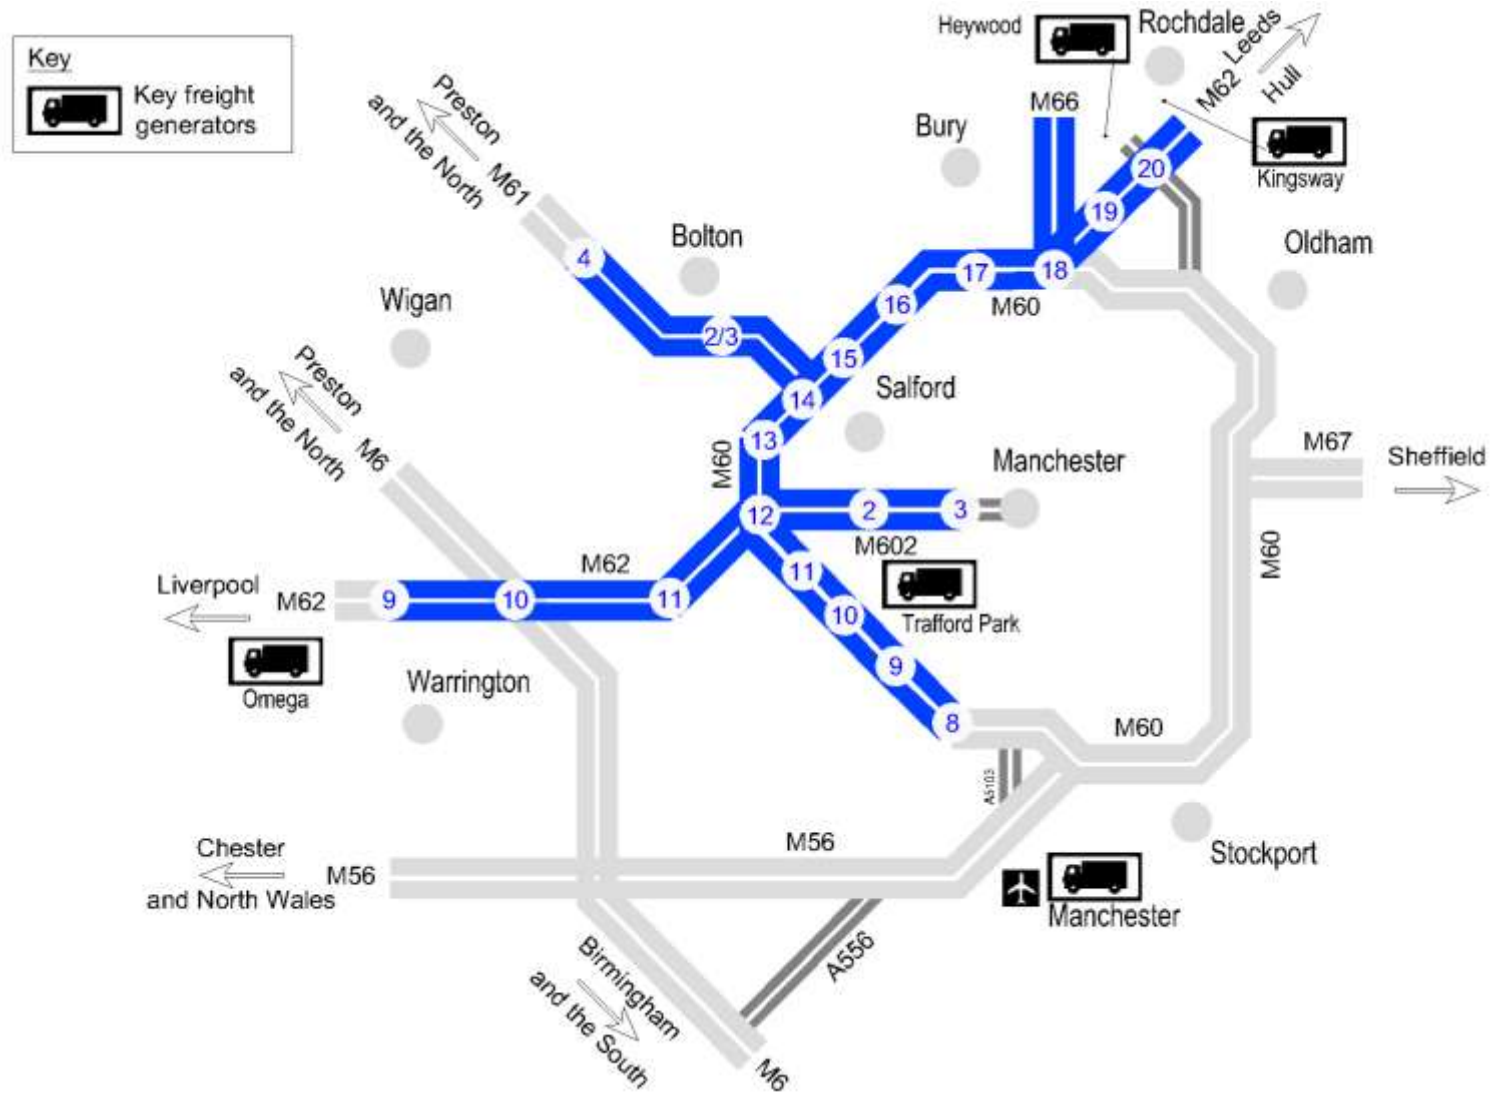 Key
Key freight
generators
Heywood
Rochdale
M62 Leeds
Hull
Preston
and the North
M61
M66
Bury
Kingsway
20
19
4
Bolton
Oldham
18
17
M60
16
2/3
15
Wigan
14
Salford
13
M60
Preston
and the North
M6
M67
Sheffield
Manchester
12
2
3
M602
M60
Liverpool
M62
9
10
M62
11
11
10
Trafford Park
9
8
Omega
Warrington
M60
A5103
Stockport
Chester
and North Wales
M56
M56
Manchester
A556
Birmingham
and the South
M6